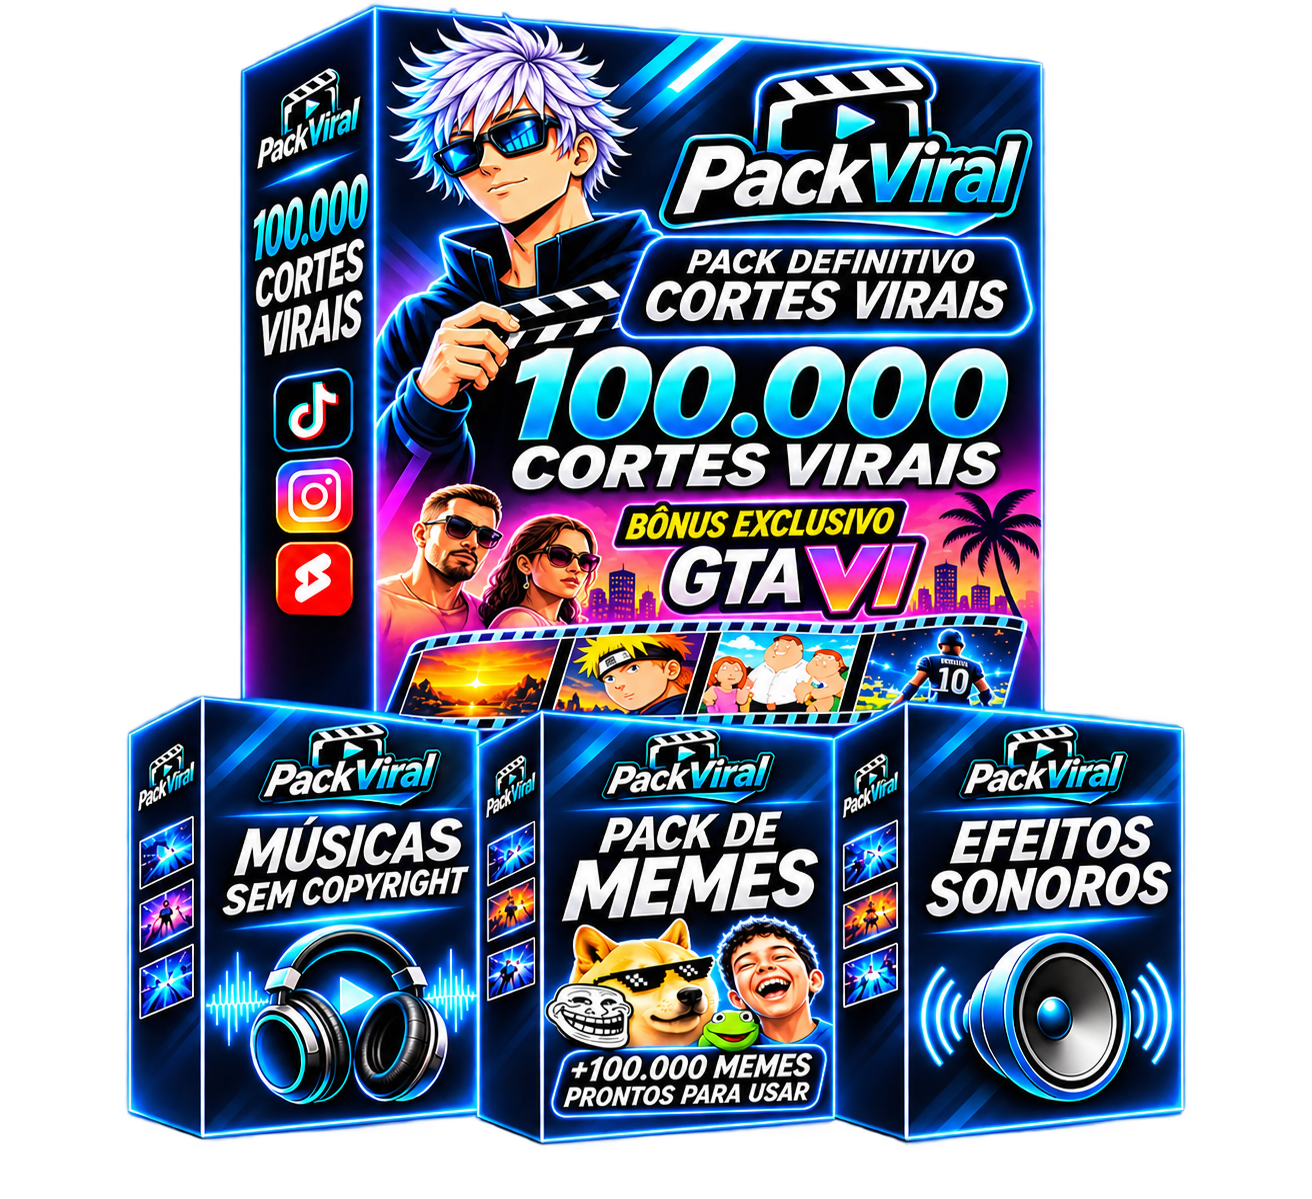 PackViral
100.000
CORTES
VIRAIS
PackViral
PACK DEFINITIVO
CORTES VIRAIS
100.000
CORTES VIRAIS
BÔNUS EXCLUSIVO
GTA VI
10
PackViral
PackViral
MÚSICAS
SEM COPYRIGHT
PackViral
PackViral
PACK DE
MEMES
+100.000 MEMES
PRONTOS PARA USAR
PackViral
PackViral
EFEITOS
SONOROS